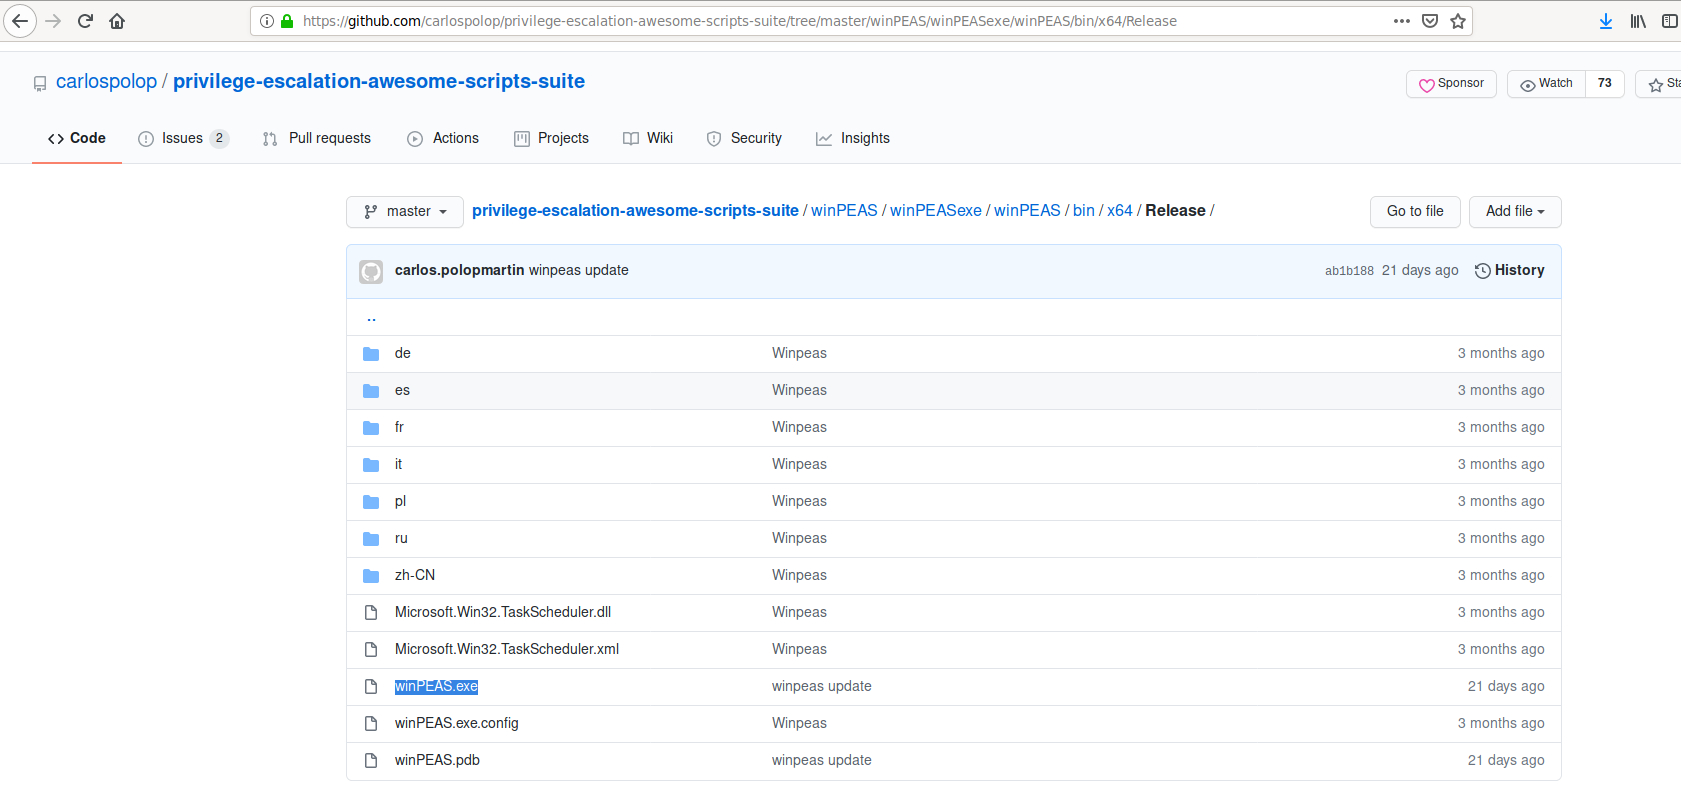 https://github.com/carlospolop/privilege-escalation-awesome-scripts-suite/tree/master/winPEAS/winPEASexe/winPEAS/bin/x64/Release
carlospolop / privilege-escalation-awesome-scripts-suite
Sponsor Watch 73 Sta
Code Issues 2 Pull requests Actions Projects Wiki Security Insights
master privilege-escalation-awesome-scripts-suite / winPEAS / winPEASexe / winPEAS / bin / x64 / Release / Go to file Add file
carlos.polopmartin winpeas update ab1b188 21 days ago History
..
de Winpeas 3 months ago
es Winpeas 3 months ago
fr Winpeas 3 months ago
it Winpeas 3 months ago
pl Winpeas 3 months ago
ru Winpeas 3 months ago
zh-CN Winpeas 3 months ago
Microsoft.Win32.TaskScheduler.dll Winpeas 3 months ago
Microsoft.Win32.TaskScheduler.xml Winpeas 3 months ago
winPEAS.exe winpeas update 21 days ago
winPEAS.exe.config Winpeas 3 months ago
winPEAS.pdb winpeas update 21 days ago